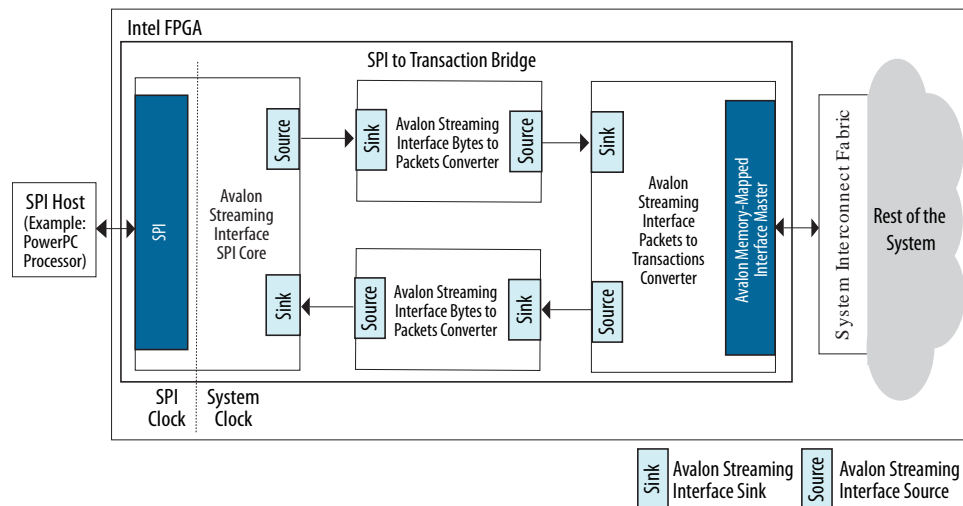 Intel FPGA
SPI to Transaction Bridge
SPI Host
(Example:
PowerPC
Processor)
SPI
Avalon
Streaming
Interface
SPI Core
Source
Sink
Sink
Avalon Streaming
Interface Bytes to
Packets Converter
Source
Source
Avalon Streaming
Interface Bytes to
Packets Converter
Sink
Sink
Source
Avalon
Streaming
Interface
Packets to
Transactions
Converter
Avalon Memory-Mapped
Interface Master
System Interconnect Fabric
Rest of the
System
SPI
Clock
System
Clock
Sink
Avalon Streaming
Interface Sink
Source
Avalon Streaming
Interface Source